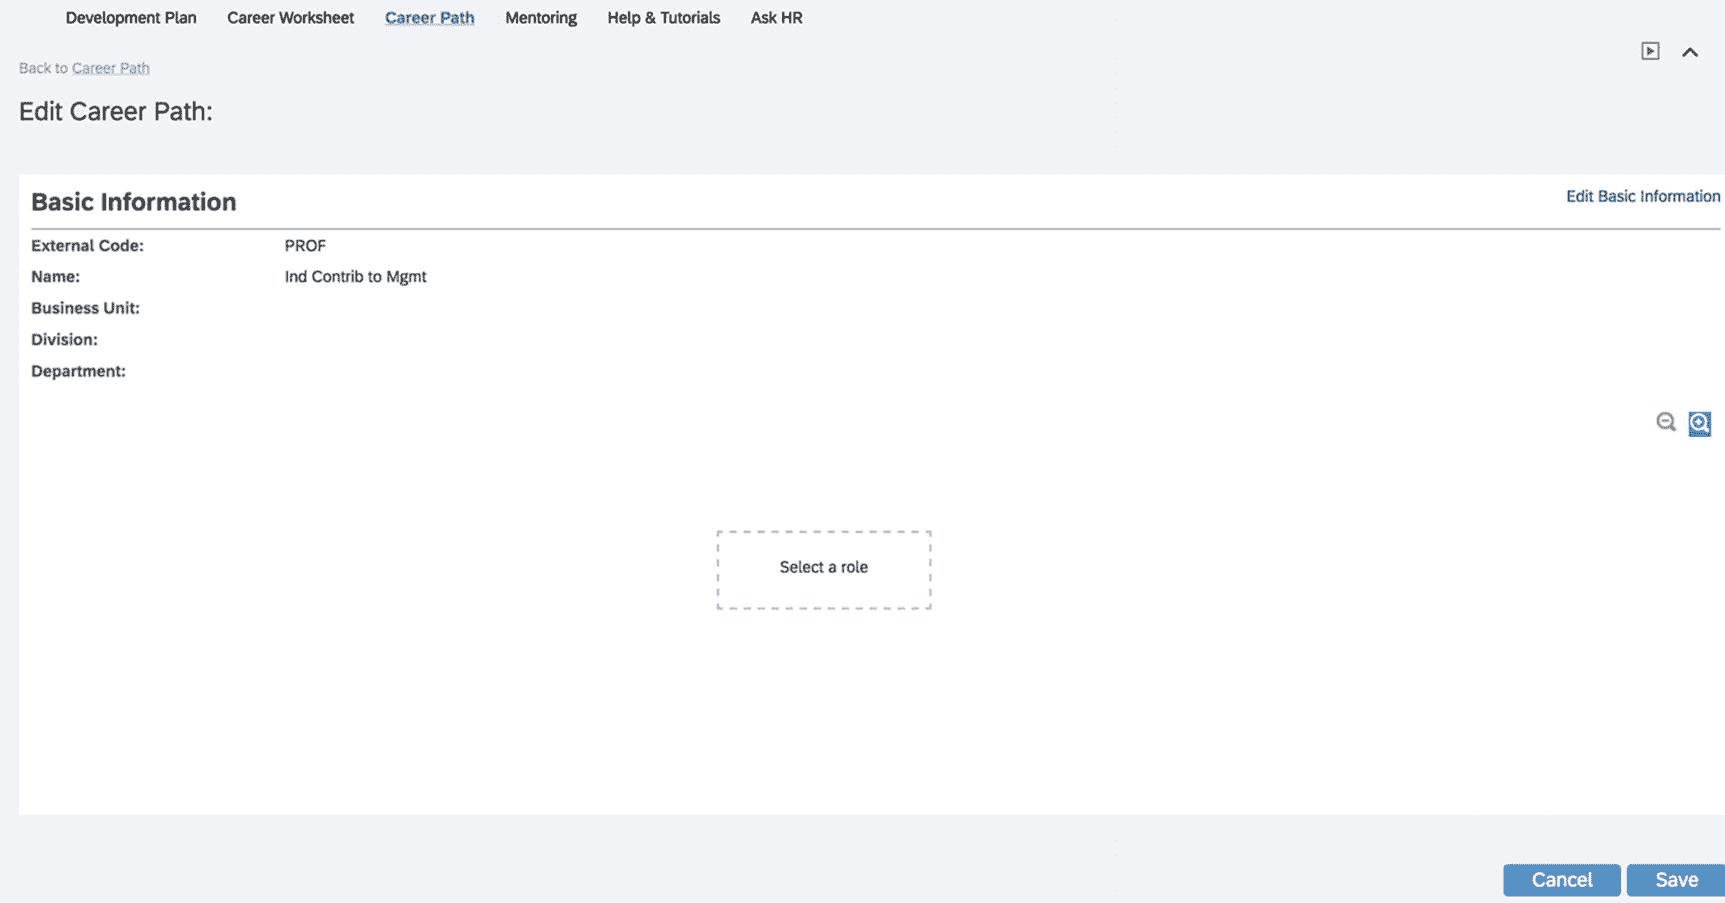 Development Plan Career Worksheet Career Path Mentoring Help & Tutorials Ask HR
Back to Career Path
Edit Career Path:
Basic Information Edit Basic Information
External Code: PROF
Name: Ind Contrib to Mgmt
Business Unit:
Division:
Department:
Select a role
Cancel Save